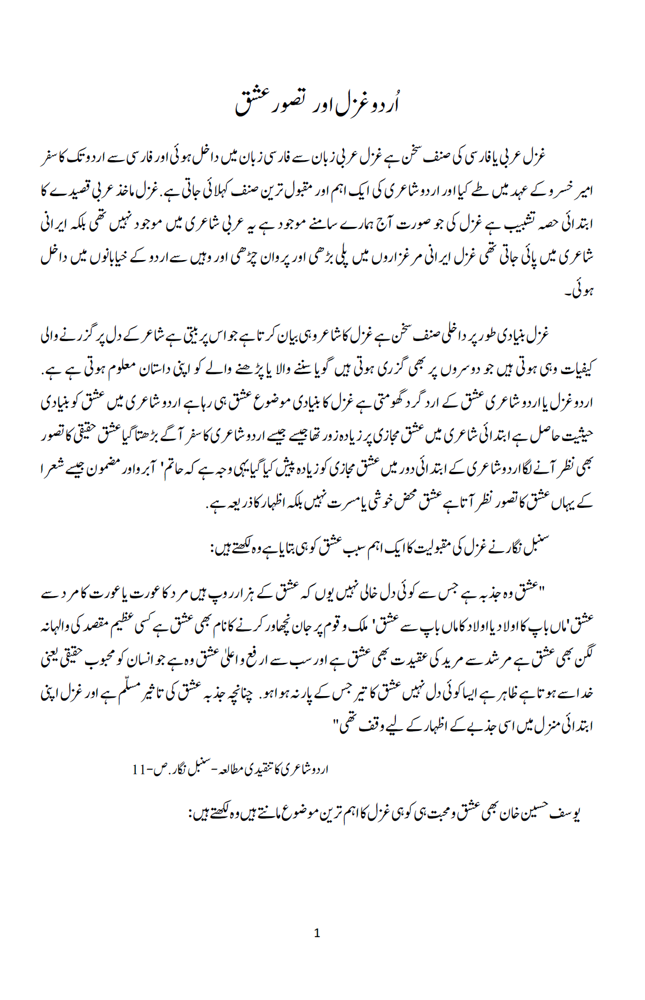 اُردو غزل اور تصور عشق
غزل عربی یا فارسی کی صنف سخن ہے غزل عربی زبان سے فارسی زبان میں داخل ہوئی اور فارسی سے اردو تک کا سفر
امیر خسرو کے عہد میں طے کیا اور اردو شاعری کی ایک اہم اور مقبول ترین صنف کہلائی جاتی ہے. غزل ماخذ عربی قصیدے کا
ابتدائی حصہ تشبیب ہے غزل کی جو صورت آج ہمارے سامنے موجود ہے یہ عربی شاعری میں موجود نہیں تھی بلکہ ایرانی
شاعری میں پائی جاتی تھی غزل ایرانی مرغزاروں میں پلی بڑھی اور پروان چڑھی اور وہیں سے اردو کے خیابانوں میں داخل
ہوئی۔
غزل بنیادی طور پر داخلی صنف سخن ہے غزل کا شاعر وہی بیان کرتا ہے جو اس پر بیتی ہے شاعر کے دل پر گزرنے والی
کیفیات وہی ہوتی ہیں جو دوسروں پر بھی گزری ہوتی ہیں گویا سننے والا یا پڑھنے والے کو اپنی داستان معلوم ہوتی ہے ہے.
اردو غزل یا اردو شاعری عشق کے ارد گرد گھومتی ہے غزل کا بنیادی موضوع عشق ہی رہا ہے اردو شاعری میں عشق کو بنیادی
حیثیت حاصل ہے ابتدائی شاعری میں عشق مجازی پر زیادہ زور تھا جیسے جیسے اردو شاعری کا سفر آگے بڑھتا گیا عشق حقیقی کا تصور
بھی نظر آنے لگا اردو شاعری کے ابتدائی دور میں عشق مجازی کو زیادہ پیش کیا گیا یہی وجہ ہے کہ حاتم' آبرو اور مضمون جیسے شعرا
کے یہاں عشق کا تصور نظر آتا ہے عشق محض خوشی یا مسرت نہیں بلکہ اظہار کا ذریعہ ہے.
سنبل نگار نے غزل کی مقبولیت کا ایک اہم سبب عشق کو ہی بتایا ہے وہ لکھتے ہیں:
"عشق وہ جذبہ ہے جس سے کوئی دل خالی نہیں یوں کہ عشق کے ہزار روپ ہیں مرد کا عورت یا عورت کا مرد سے
عشق'ماں باپ کا اولاد یا اولاد کا ماں باپ سے عشق' ملک و قوم پر جان نچھاور کرنے کا نام بھی عشق ہے کسی عظیم مقصد کی والہانہ
لگن بھی عشق ہے مرشد سے مرید کی عقیدت بھی عشق ہے اور سب سے ارفع و اعلیٰ عشق وہ ہے جو انسان کو محبوب حقیقی یعنی
خدا سے ہوتا ہے ظاہر ہے ایسا کوئی دل نہیں عشق کا تیر جس کے پار نہ ہوا ہو. چنانچہ جذبہ عشق کی تاثیر مسلّم ہے اور غزل اپنی
ابتدائی منزل میں اسی جذبے کے اظہار کے لیے وقف تھی"
اردو شاعری کا تنقیدی مطالعہ-سنبل نگار.ص-11
یوسف حسین خان بھی عشق و محبت ہی کو ہی غزل کا اہم ترین موضوع مانتے ہیں وہ لکھتے ہیں:
1